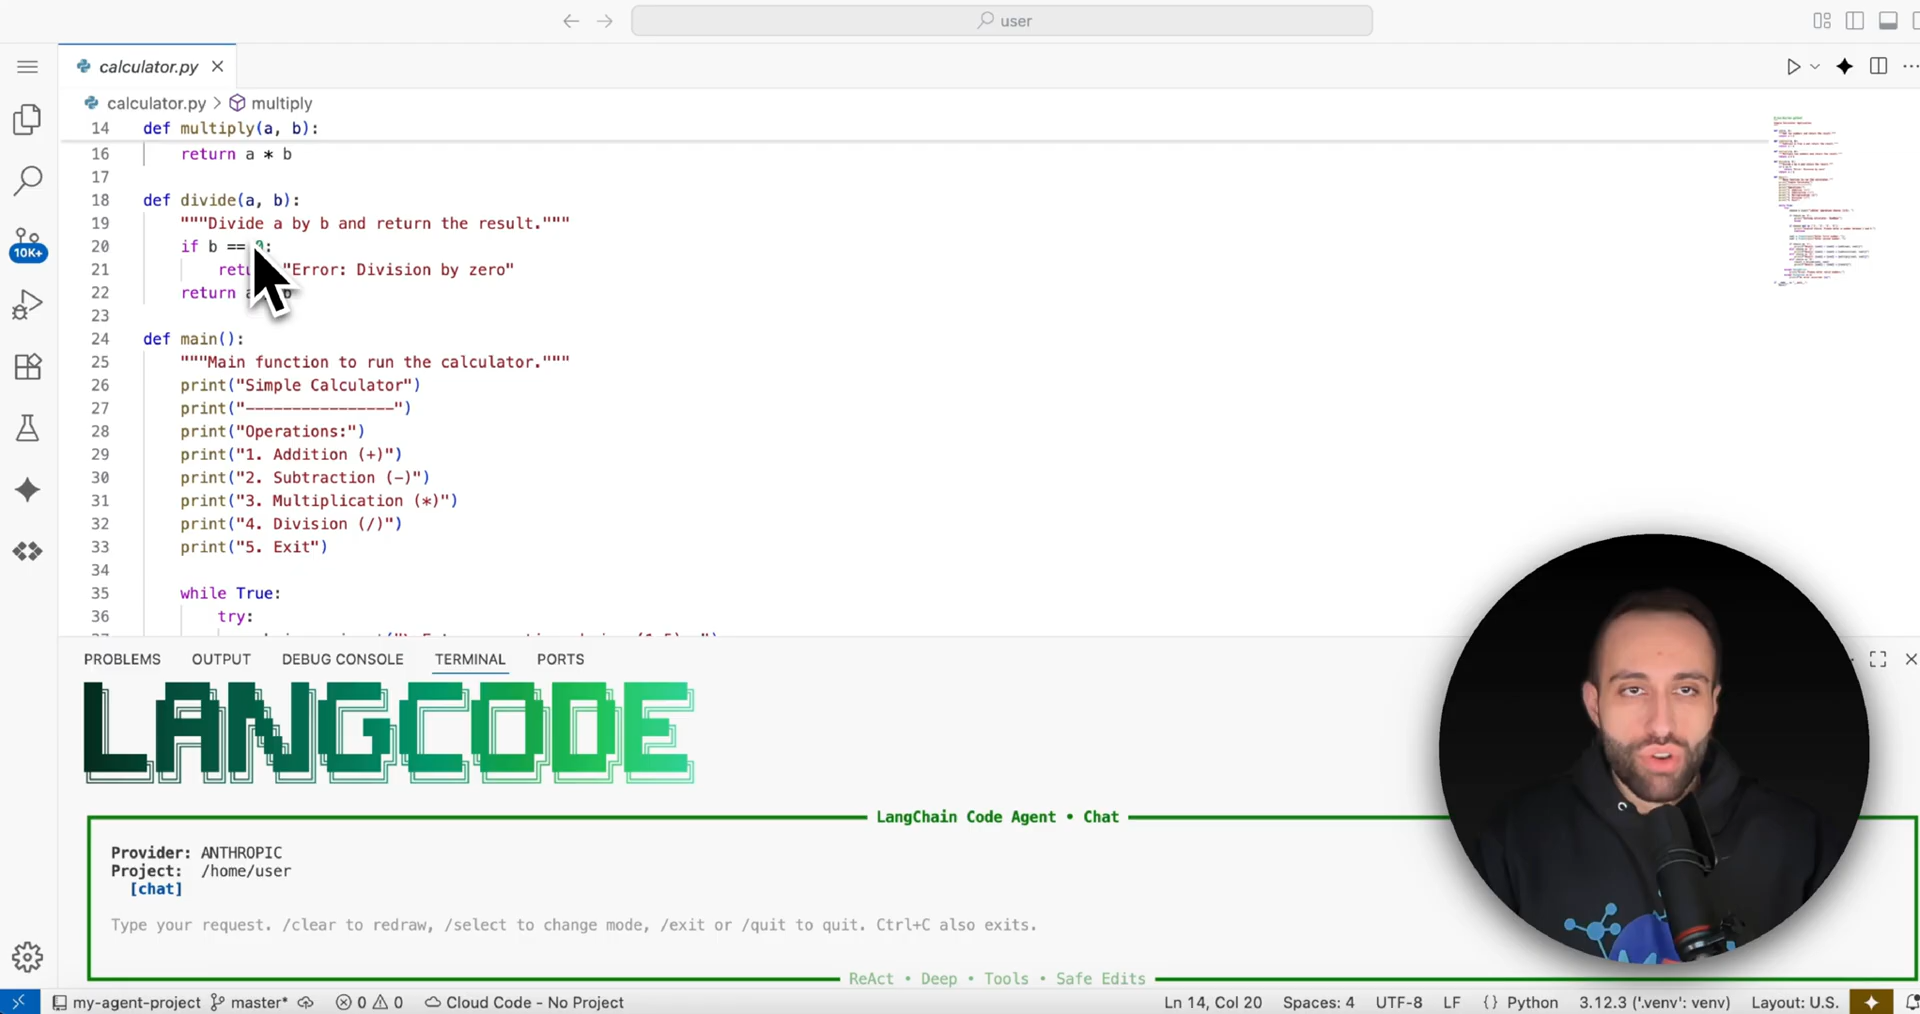 user
calculator.py
calculator.py > multiply
14 def multiply(a, b):
16 return a * b
17
18 def divide(a, b):
19 """Divide a by b and return the result."""
20 if b == 0:
21 "Error: Division by zero"
22 return
23
24 def main():
25 """Main function to run the calculator."""
26 print("Simple Calculator")
27 print("----------------")
28 print("Operations:")
29 print("1. Addition (+)")
30 print("2. Subtraction (-)")
31 print("3. Multiplication (*)")
32 print("4. Division (/)")
33 print("5. Exit")
34
35 while True:
36 try:
10K+
PROBLEMS OUTPUT DEBUG CONSOLE TERMINAL PORTS
LANGCODE
LangChain Code Agent • Chat
Provider: ANTHROPIC
Project: /home/user
[chat]
Type your request. /clear to redraw, /select to change mode, /exit or /quit to quit. Ctrl+C also exits.
ReAct • Deep • Tools • Safe Edits
my-agent-project master* 0 0 Cloud Code - No Project Ln 14, Col 20 Spaces: 4 UTF-8 LF {} Python 3.12.3 ('.venv': venv) Layout: U.S.